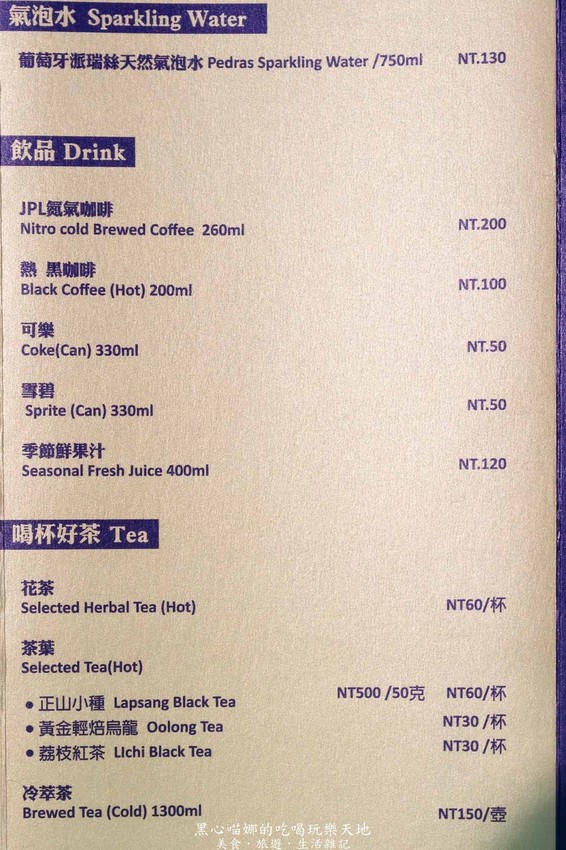 氣泡水 Sparkling Water
葡萄牙派瑞絲天然氣泡水 Pedras Sparkling Water /750ml NT.130
飲品 Drink
JPL氮氣咖啡
Nitro cold Brewed Coffee 260ml NT.200
熱 黑咖啡
Black Coffee (Hot) 200ml NT.100
可樂
Coke(Can) 330ml NT.50
雪碧
Sprite (Can) 330ml NT.50
季節鮮果汁
Seasonal Fresh Juice 400ml NT.120
喝杯好茶 Tea
花茶
Selected Herbal Tea (Hot) NT60/杯
茶葉
Selected Tea(Hot)
• 正山小種 Lapsang Black Tea NT500 /50克 NT60/杯
• 黃金輕焙烏龍 Oolong Tea NT30 /杯
• 荔枝紅茶 LIchi Black Tea NT30 /杯
冷萃茶
Brewed Tea (Cold) 1300ml NT150/壺
黑心喵娜的吃喝玩樂天地
美食·旅遊·生活雜記